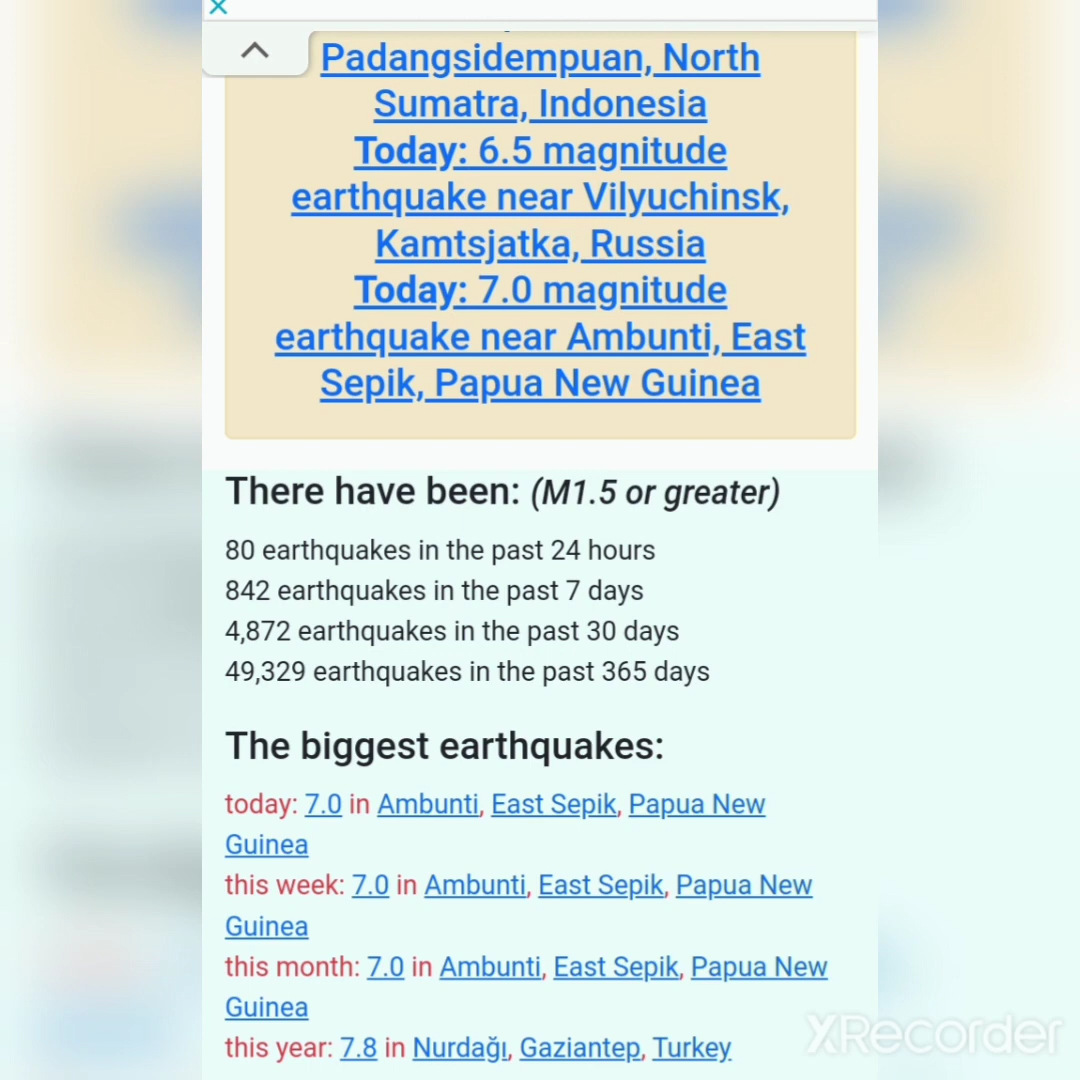 Padangsidempuan, North
Sumatra, Indonesia
Today: 6.5 magnitude
earthquake near Vilyuchinsk,
Kamtsjatka, Russia
Today: 7.0 magnitude
earthquake near Ambunti, East
Sepik, Papua New Guinea
There have been: (M1.5 or greater)
80 earthquakes in the past 24 hours
842 earthquakes in the past 7 days
4,872 earthquakes in the past 30 days
49,329 earthquakes in the past 365 days
The biggest earthquakes:
today: 7.0 in Ambunti, East Sepik, Papua New
Guinea
this week: 7.0 in Ambunti, East Sepik, Papua New
Guinea
this month: 7.0 in Ambunti, East Sepik, Papua New
Guinea
this year: 7.8 in Nurdağı, Gaziantep, Turkey
XRecorder